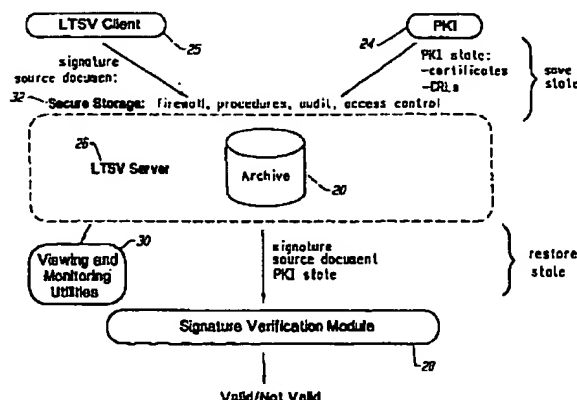 LTSV Client
25
PKI
24
signature
source document:
PKI state:
-certificates
-CRLs
save
state
32
Secure Storage: firewall, procedures, audit, access control
26
LTSV Server
Archive
20
Viewing and
Monitoring
Utilities
30
signature
source document
PKI state
restore
state
Signature Verification Module
28
Valid/Not Valid